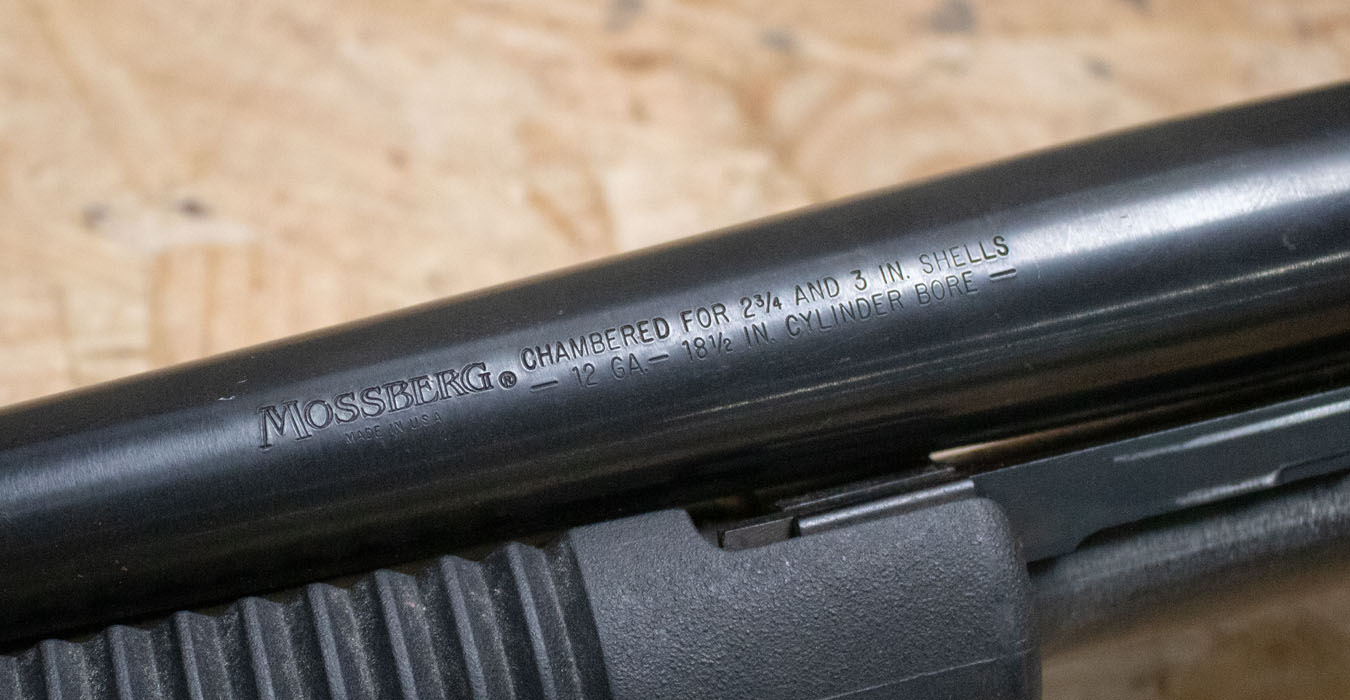 MOSSBERG®
MADE IN U.S.A
CHAMBERED FOR 2¾ AND 3 IN. SHELLS
— 12 GA.— 18½ IN. CYLINDER BORE —